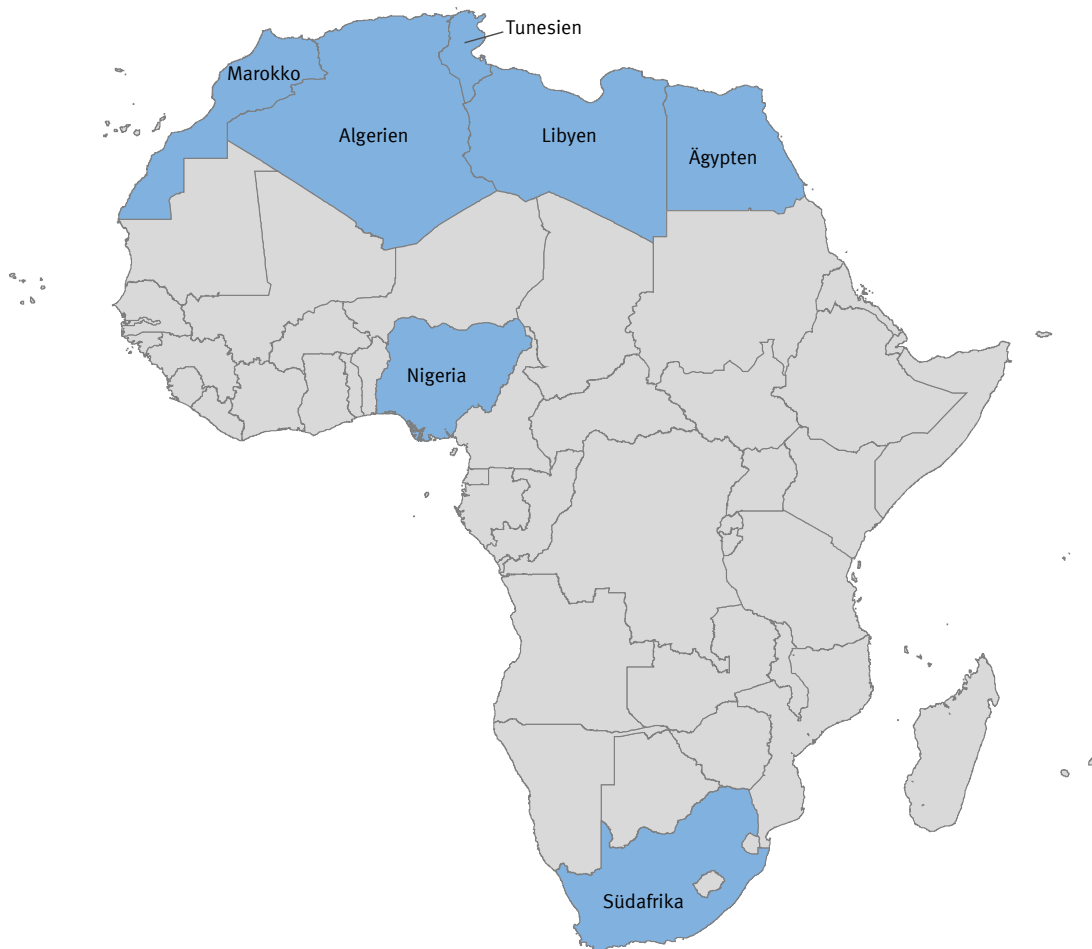 Tunesien
Marokko
Algerien
Libyen
Ägypten
Nigeria
Südafrika